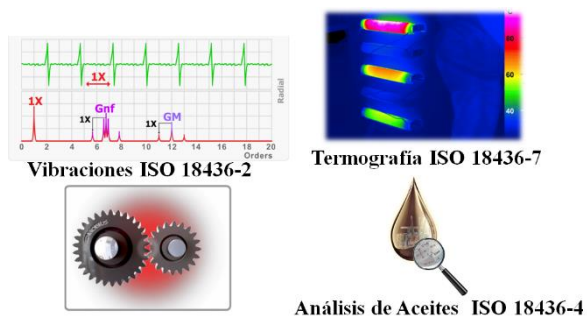 1X
Radial
1X
Gnf
1X
1X
GM
0 2 4 6 8 10 12 14 16 18 20
Orders
Vibraciones ISO 18436-2
80
60
40
Termografía ISO 18436-7
Análisis de Aceites ISO 18436-4